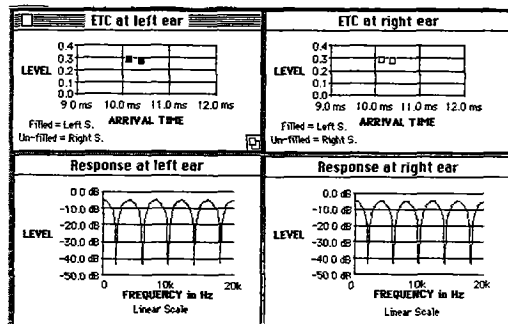 ETC at left ear
0.4
0.3
LEVEL 0.2
0.1
0.0
9.0 ms 10.0 ms 11.0 ms 12.0 ms
ARRIVAL TIME
Filled = Left S.
Un-filled = Right S.
ETC at right ear
0.4
0.3
LEVEL 0.2
0.1
0.0
9.0 ms 10.0 ms 11.0 ms 12.0 ms
ARRIVAL TIME
Filled = Left S.
Un-filled = Right S.
Response at left ear
0.0 dB
-10.0 dB
LEVEL -20.0 dB
-30.0 dB
-40.0 dB
-50.0 dB
0 10k 20k
FREQUENCY in Hz
Linear Scale
Response at right ear
0.0 dB
-10.0 dB
LEVEL -20.0 dB
-30.0 dB
-40.0 dB
-50.0 dB
0 10k 20k
FREQUENCY in Hz
Linear Scale